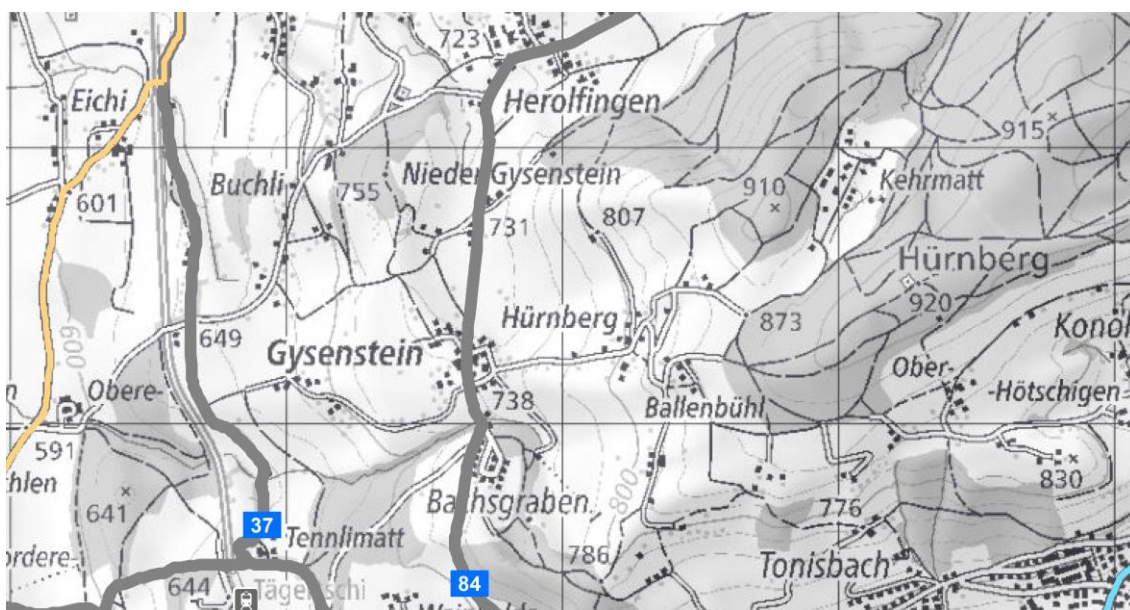 723
Eichi
Herolfingen
915
Nieder Gysenstein
Buchli
755
910
Kehrmatt
601
807
731
Hürnberg
920
649
Hürnberg
873
Konol
600
Gysenstein
Ober-
Obere-
-Hötschigen
738
Ballenbühl
591
hlen
830
641
Bachsgraben
800
776
37
Tennlimatt
786
ordere-
Tonisbach
644
84